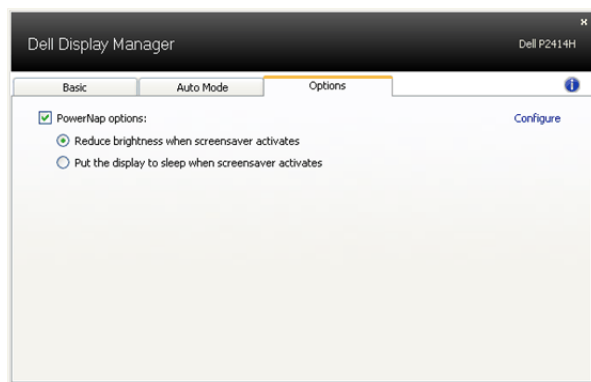 x
Dell Display Manager Dell P2414H
Basic Auto Mode Options i
PowerNap options: Configure
Reduce brightness when screensaver activates
Put the display to sleep when screensaver activates